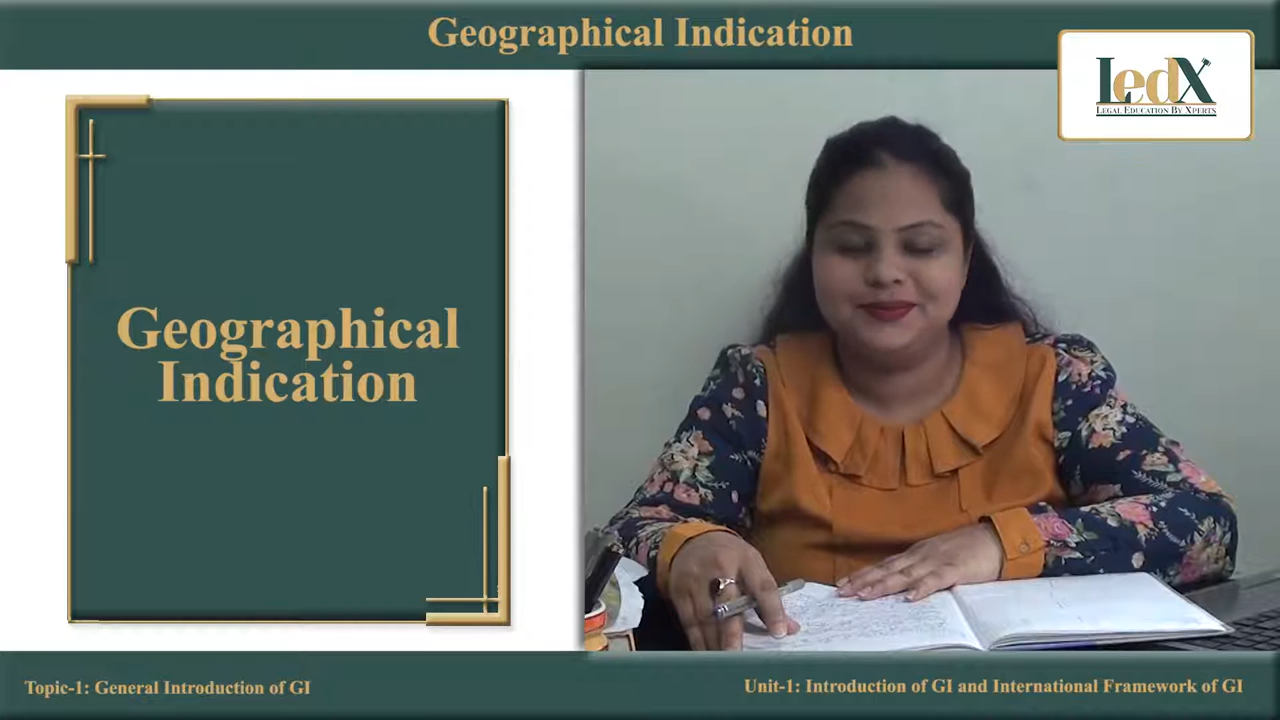 Geographical Indication
LedX
LEGAL EDUCATION BY XPERTS
Geographical
Indication
Topic-1: General Introduction of GI
Unit-1: Introduction of GI and International Framework of GI